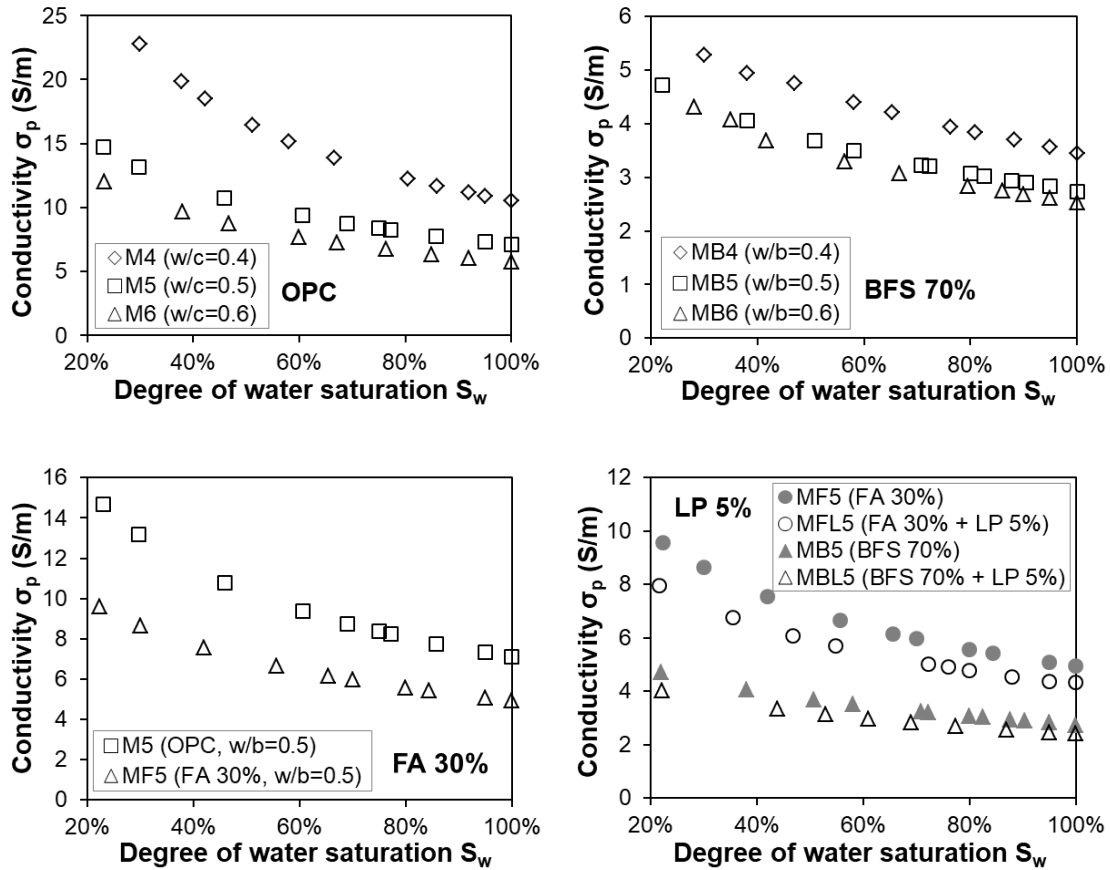 Conductivity σp (S/m)
25
20
15
10
5
0
M4 (w/c=0.4)
M5 (w/c=0.5)
M6 (w/c=0.6)
OPC
20% 40% 60% 80% 100%
Degree of water saturation Sw
Conductivity σp (S/m)
6
5
4
3
2
1
0
MB4 (w/b=0.4)
MB5 (w/b=0.5)
MB6 (w/b=0.6)
BFS 70%
20% 40% 60% 80% 100%
Degree of water saturation Sw
Conductivity σp (S/m)
16
14
12
10
8
6
4
2
0
M5 (OPC, w/b=0.5)
MF5 (FA 30%, w/b=0.5)
FA 30%
20% 40% 60% 80% 100%
Degree of water saturation Sw
Conductivity σp (S/m)
12
10
8
6
4
2
0
LP 5%
MF5 (FA 30%)
MFL5 (FA 30% + LP 5%)
MB5 (BFS 70%)
MBL5 (BFS 70% + LP 5%)
20% 40% 60% 80% 100%
Degree of water saturation Sw